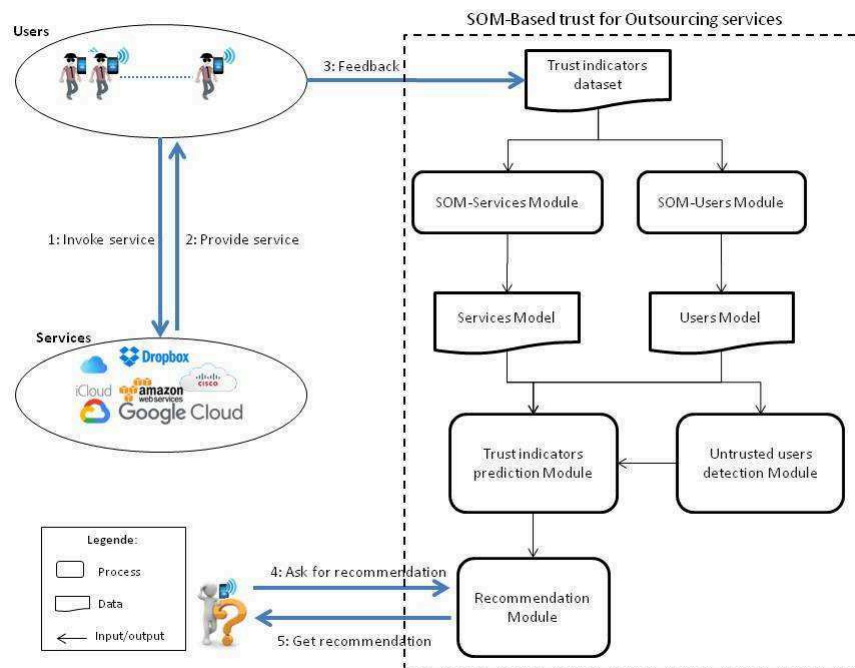 SOM-Based trust for Outsourcing services
Users
3: Feedback
Trust indicators
dataset
SOM-Services Module
SOM-Users Module
1: Invoke service
2: Provide service
Services Model
Users Model
Services
Dropbox
iCloud
amazon
webservices
CISCO
Google Cloud
Trust indicators
prediction Module
Untrusted users
detection Module
Legende:
Process
Data
Input/output
4: Ask for recommendation
5: Get recommendation
Recommendation
Module